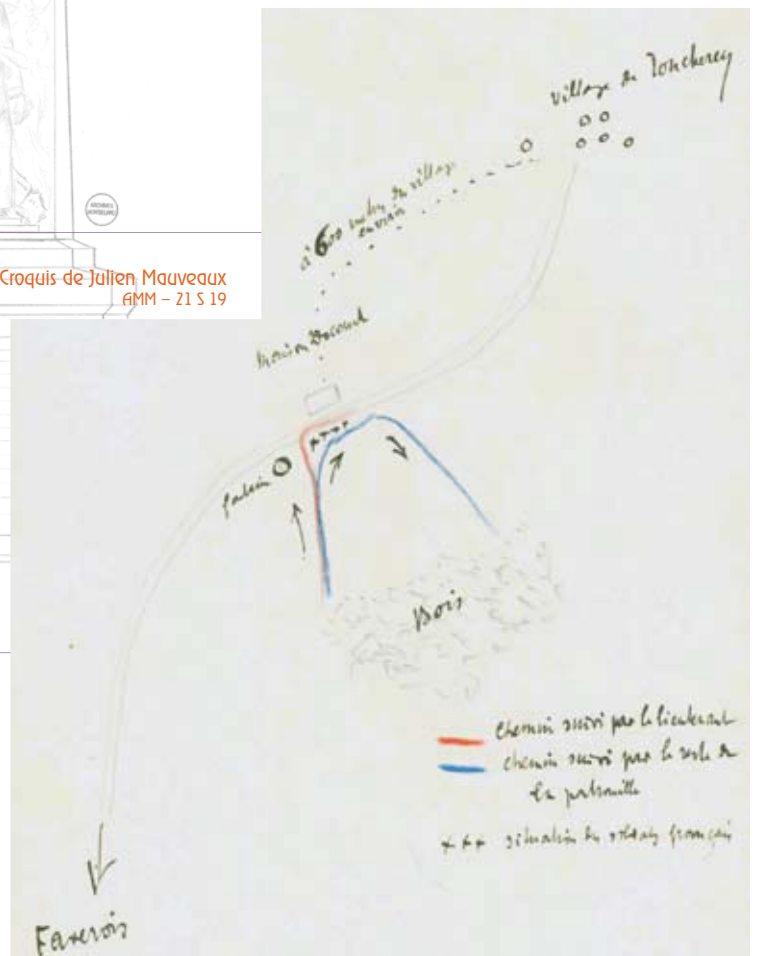 ARCHIVES
Croquis de Julien Mauveaux
AMM – 21 S 19
village de Joncherey
à 600 mètres du village
environ
Maison Docourt
Bois
chemin suivi par le lieutenant
chemin suivi par le reste de
la patrouille
+++ situation des soldats français
Faverois